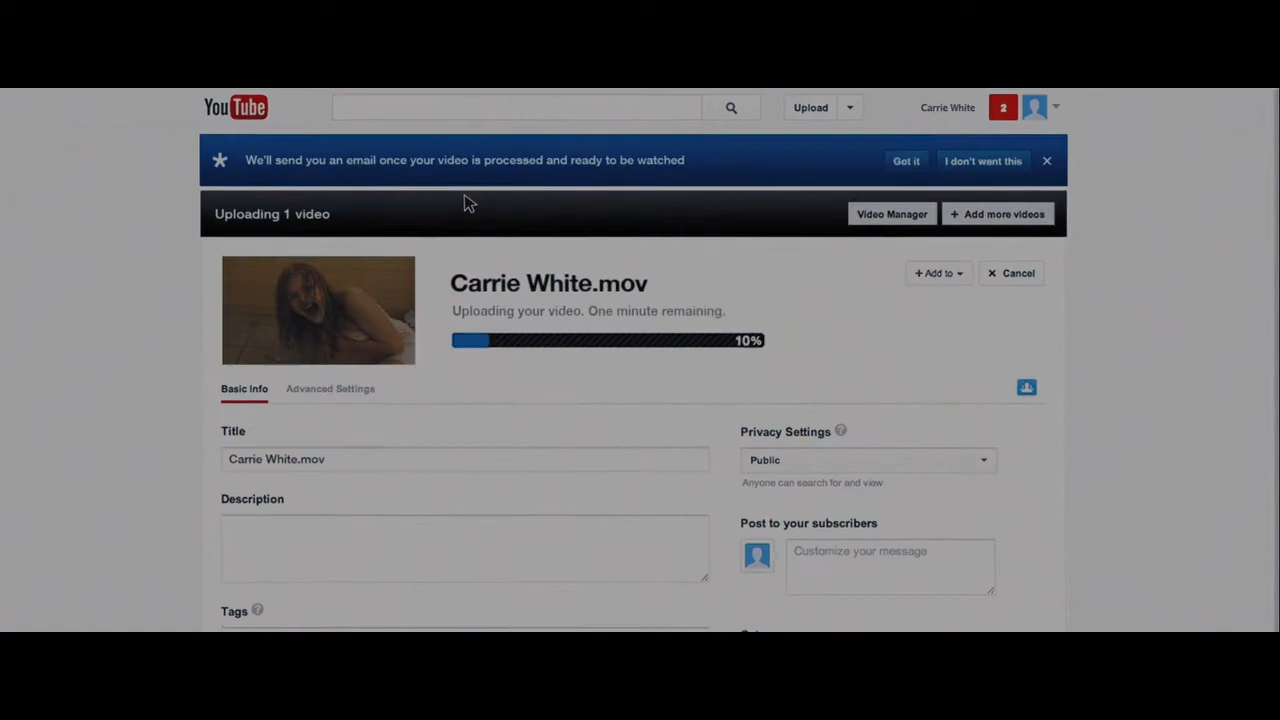 YouTube
Upload
Carrie White
2
We'll send you an email once your video is processed and ready to be watched
Got it
I don't want this
Uploading 1 video
Video Manager
+ Add more videos
Carrie White.mov
+ Add to
Cancel
Uploading your video. One minute remaining.
10%
Basic Info
Advanced Settings
Title
Privacy Settings ?
Carrie White.mov
Public
Anyone can search for and view
Description
Post to your subscribers
Customize your message
Tags ?